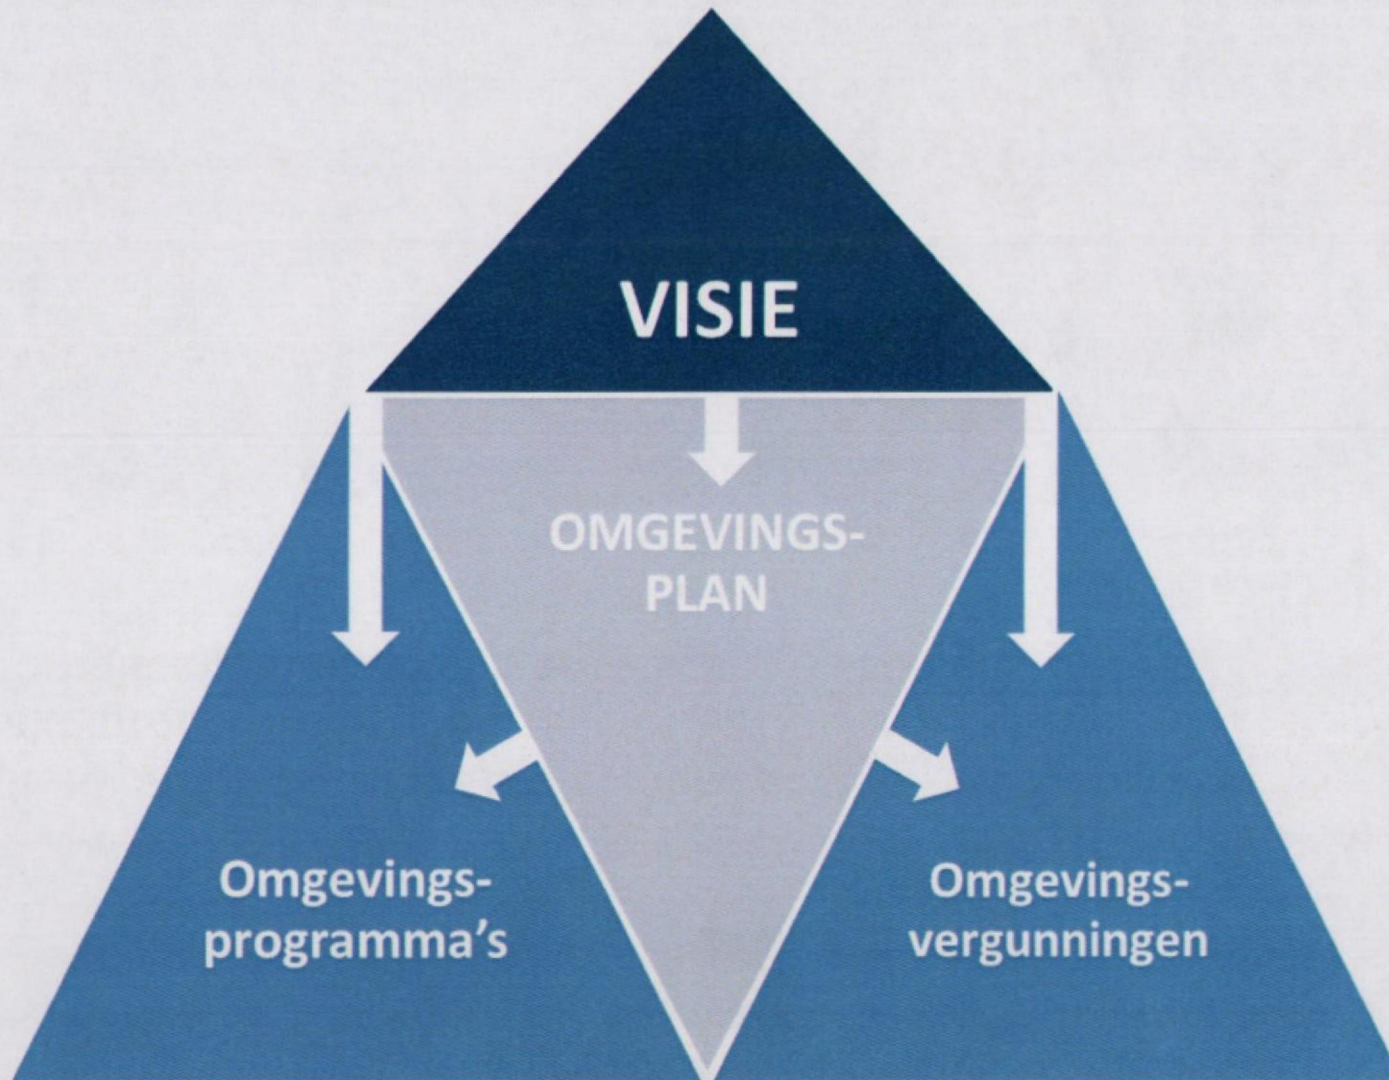 VISIE
OMGEVINGS-
PLAN
Omgevings-
programma's
Omgevings-
vergunningen